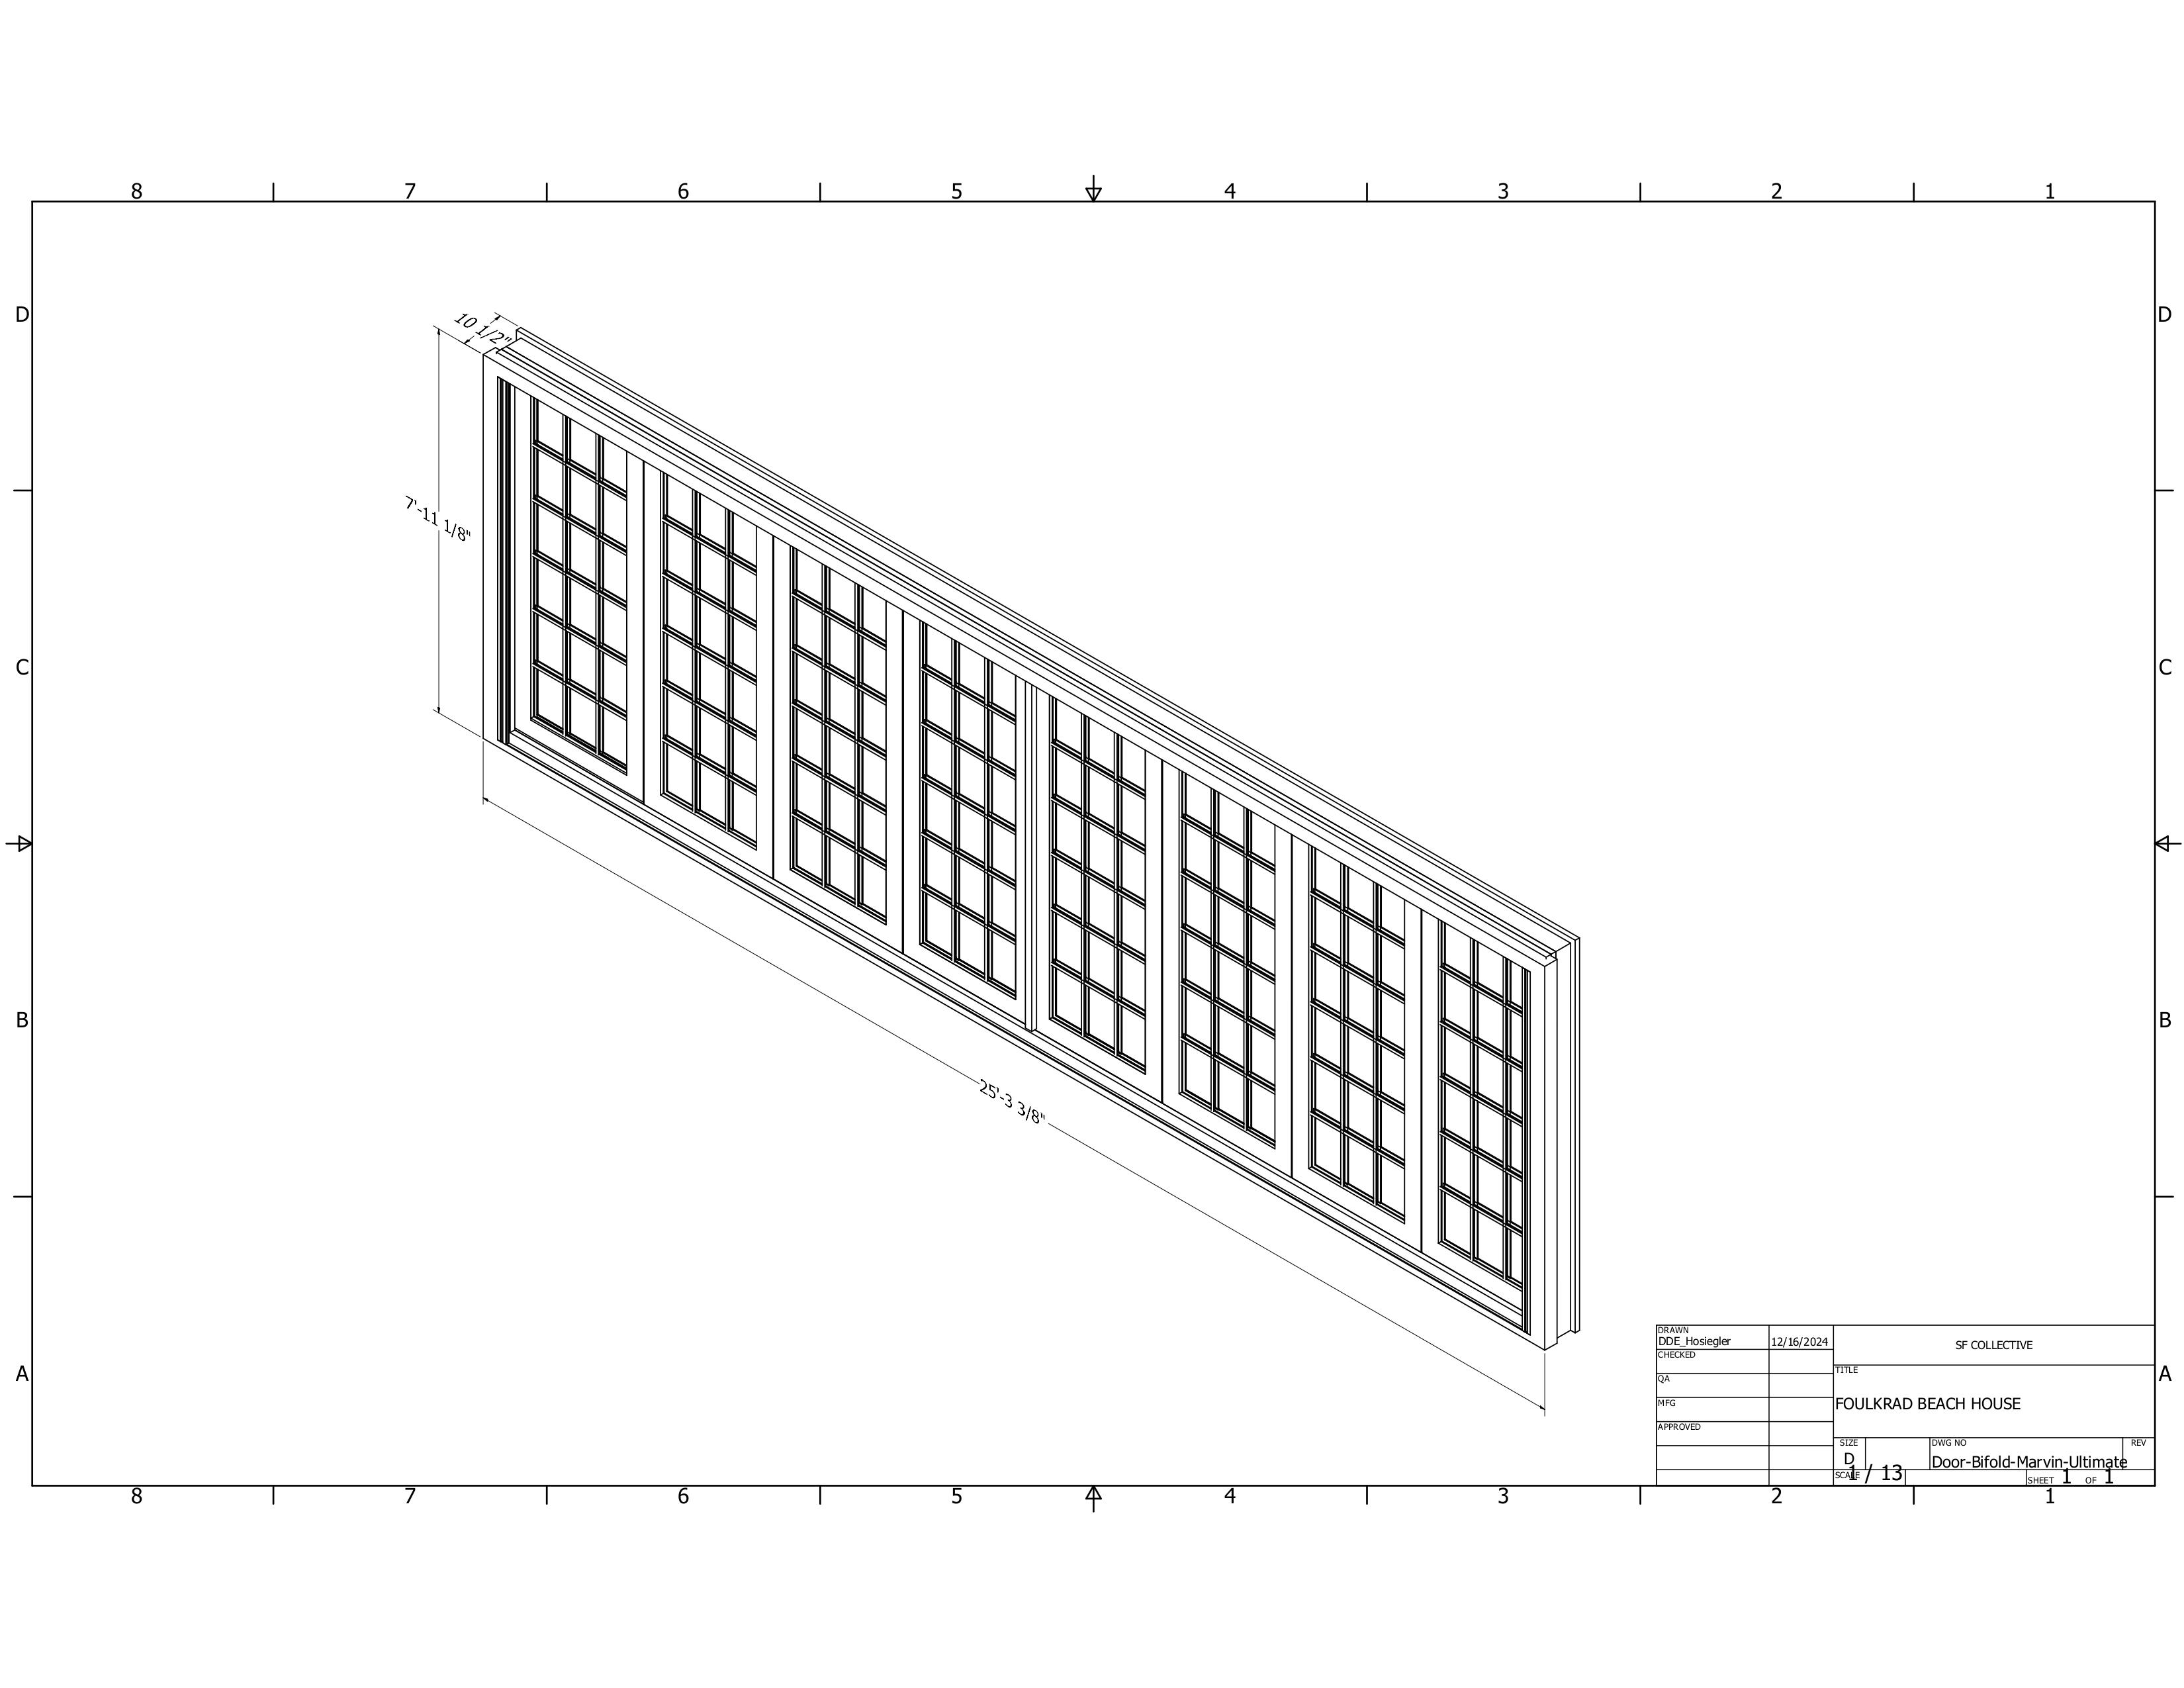 8 7 6 5 4 3 2 1
D D
10 1/2"
7'-11 1/8"
C C
B B
25'-3 3/8"
A A
DRAWN
DDE_Hosiegler 12/16/2024
CHECKED
QA
MFG
APPROVED
SF COLLECTIVE
TITLE
FOULKRAD BEACH HOUSE
SIZE
D
DWG NO
Door-Bifold-Marvin-Ultimate
REV
SCALE
1 / 13
SHEET 1 OF 1
8 7 6 5 4 3 2 1